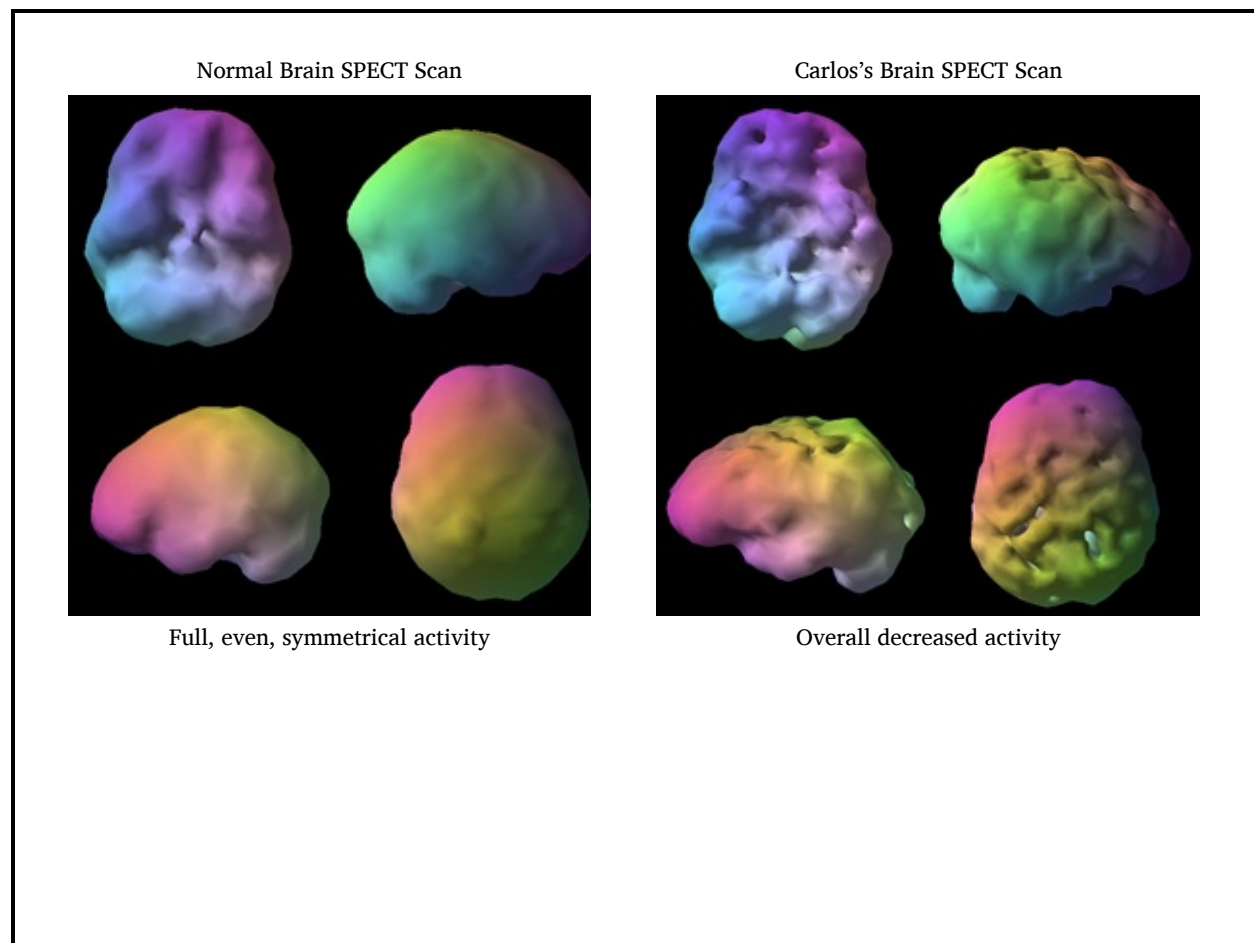 Normal Brain SPECT Scan
Carlos’s Brain SPECT Scan
Full, even, symmetrical activity
Overall decreased activity